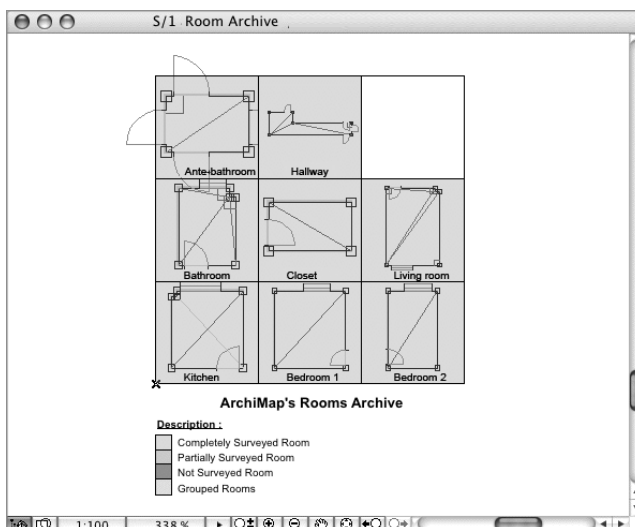 S/1 Room Archive
Ante-bathroom
Hallway
Bathroom
Closet
Living room
Kitchen
Bedroom 1
Bedroom 2
ArchiMap's Rooms Archive
Description :
Completely Surveyed Room
Partially Surveyed Room
Not Surveyed Room
Grouped Rooms
1:100
338 %